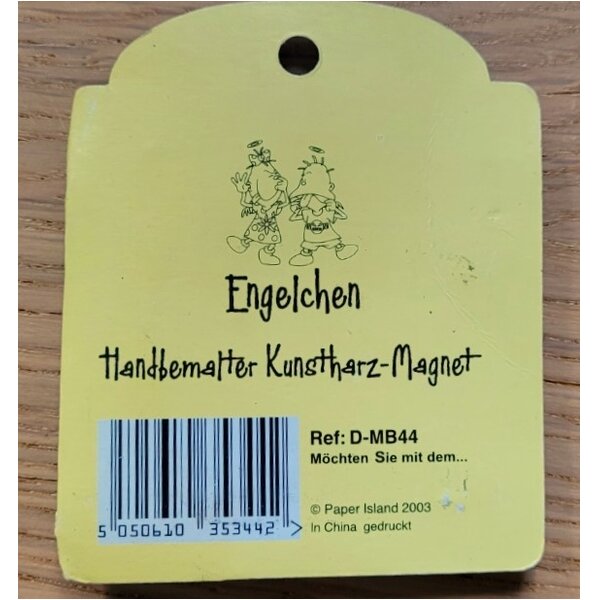 Engelchen
Handbemalter Kunstharz-Magnet
Ref: D-MB44
Möchten Sie mit dem...
5 050610 353442 >
© Paper Island 2003
In China gedruckt